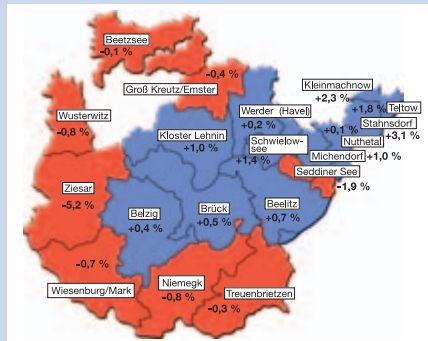 Beetzsee
-0,1 %
-0,4 %
Groß Kreutz/Emster
Kleinmachnow
+2,3 %
+1,8 %
Teltow
Stahnsdorf
+3,1 %
Wusterwitz
-0,8 %
Werder (Havel)
+0,2 %
+0,1 %
Nuthetal
Kloster Lehnin
+1,0 %
Schwielow-
see
+1,4 %
Michendorf
+1,0 %
Seddiner See
-1,9 %
Ziesar
-5,2 %
Belzig
+0,4 %
Brück
+0,5 %
Beelitz
+0,7 %
-0,7 %
Wiesenburg/Mark
Niemegk
-0,8 %
Treuenbrietzen
-0,3 %